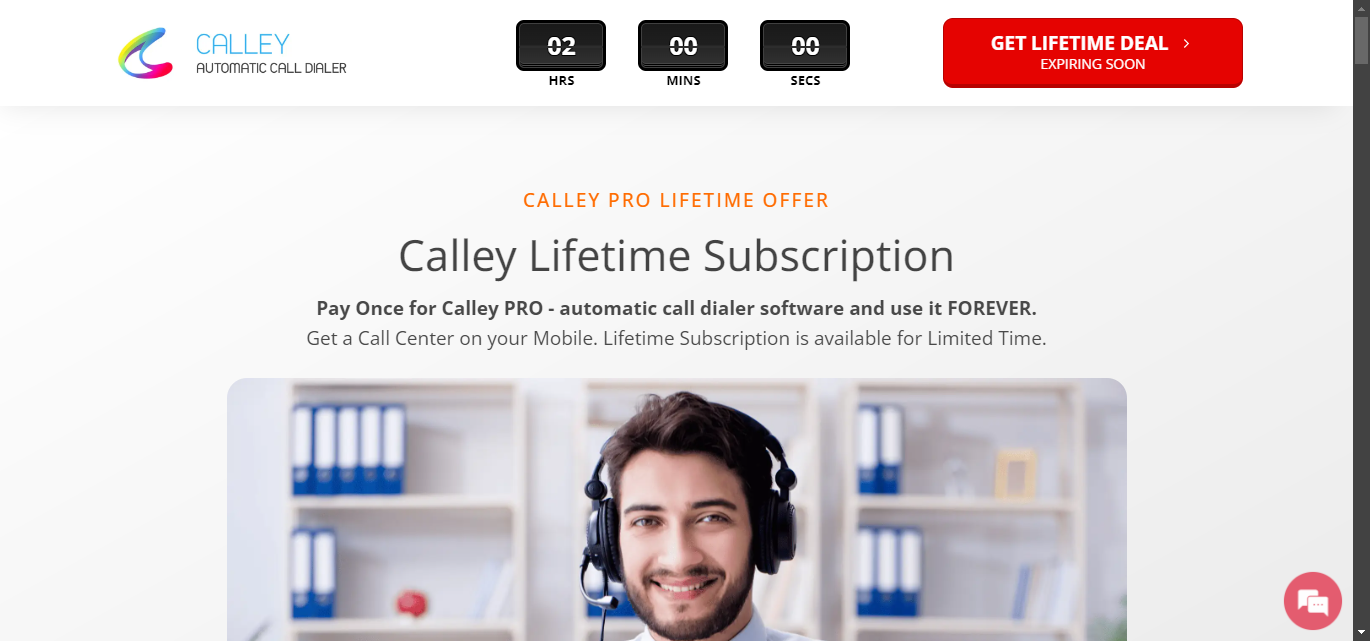 CALLEY
AUTOMATIC CALL DIALER
02
HRS
00
MINS
00
SECS
GET LIFETIME DEAL
EXPIRING SOON
CALLEY PRO LIFETIME OFFER
Calley Lifetime Subscription
Pay Once for Calley PRO - automatic call dialer software and use it FOREVER.
Get a Call Center on your Mobile. Lifetime Subscription is available for Limited Time.